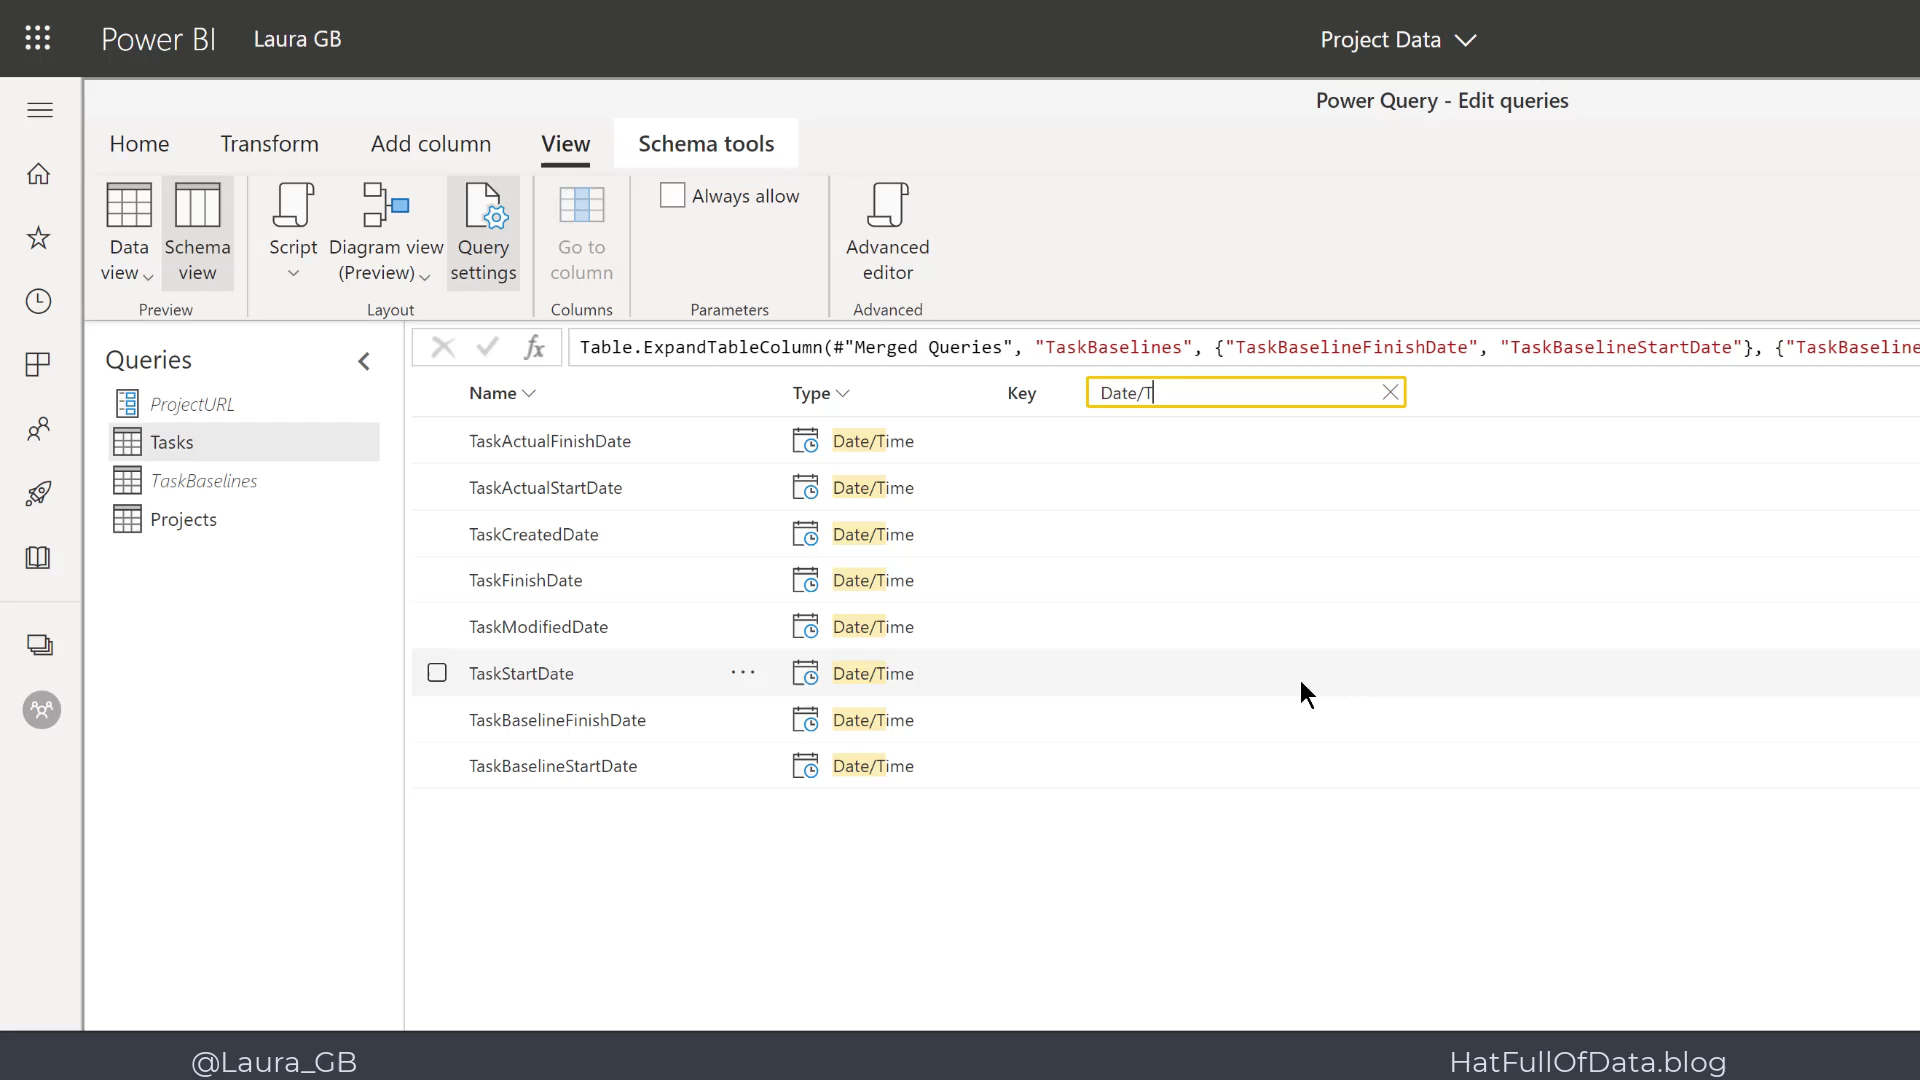 Power BI Laura GB Project Data
Power Query - Edit queries
Home Transform Add column View Schema tools
Data view Schema view Script Diagram view (Preview) Query settings Go to column Always allow Advanced editor
Preview Layout Columns Parameters Advanced
Queries
ProjectURL
Tasks
TaskBaselines
Projects
fx Table.ExpandTableColumn(#"Merged Queries", "TaskBaselines", {"TaskBaselineFinishDate", "TaskBaselineStartDate"}, {"TaskBaseline
Name Type Key Date/T
TaskActualFinishDate Date/Time
TaskActualStartDate Date/Time
TaskCreatedDate Date/Time
TaskFinishDate Date/Time
TaskModifiedDate Date/Time
TaskStartDate ... Date/Time
TaskBaselineFinishDate Date/Time
TaskBaselineStartDate Date/Time
@Laura_GB HatFullOfData.blog